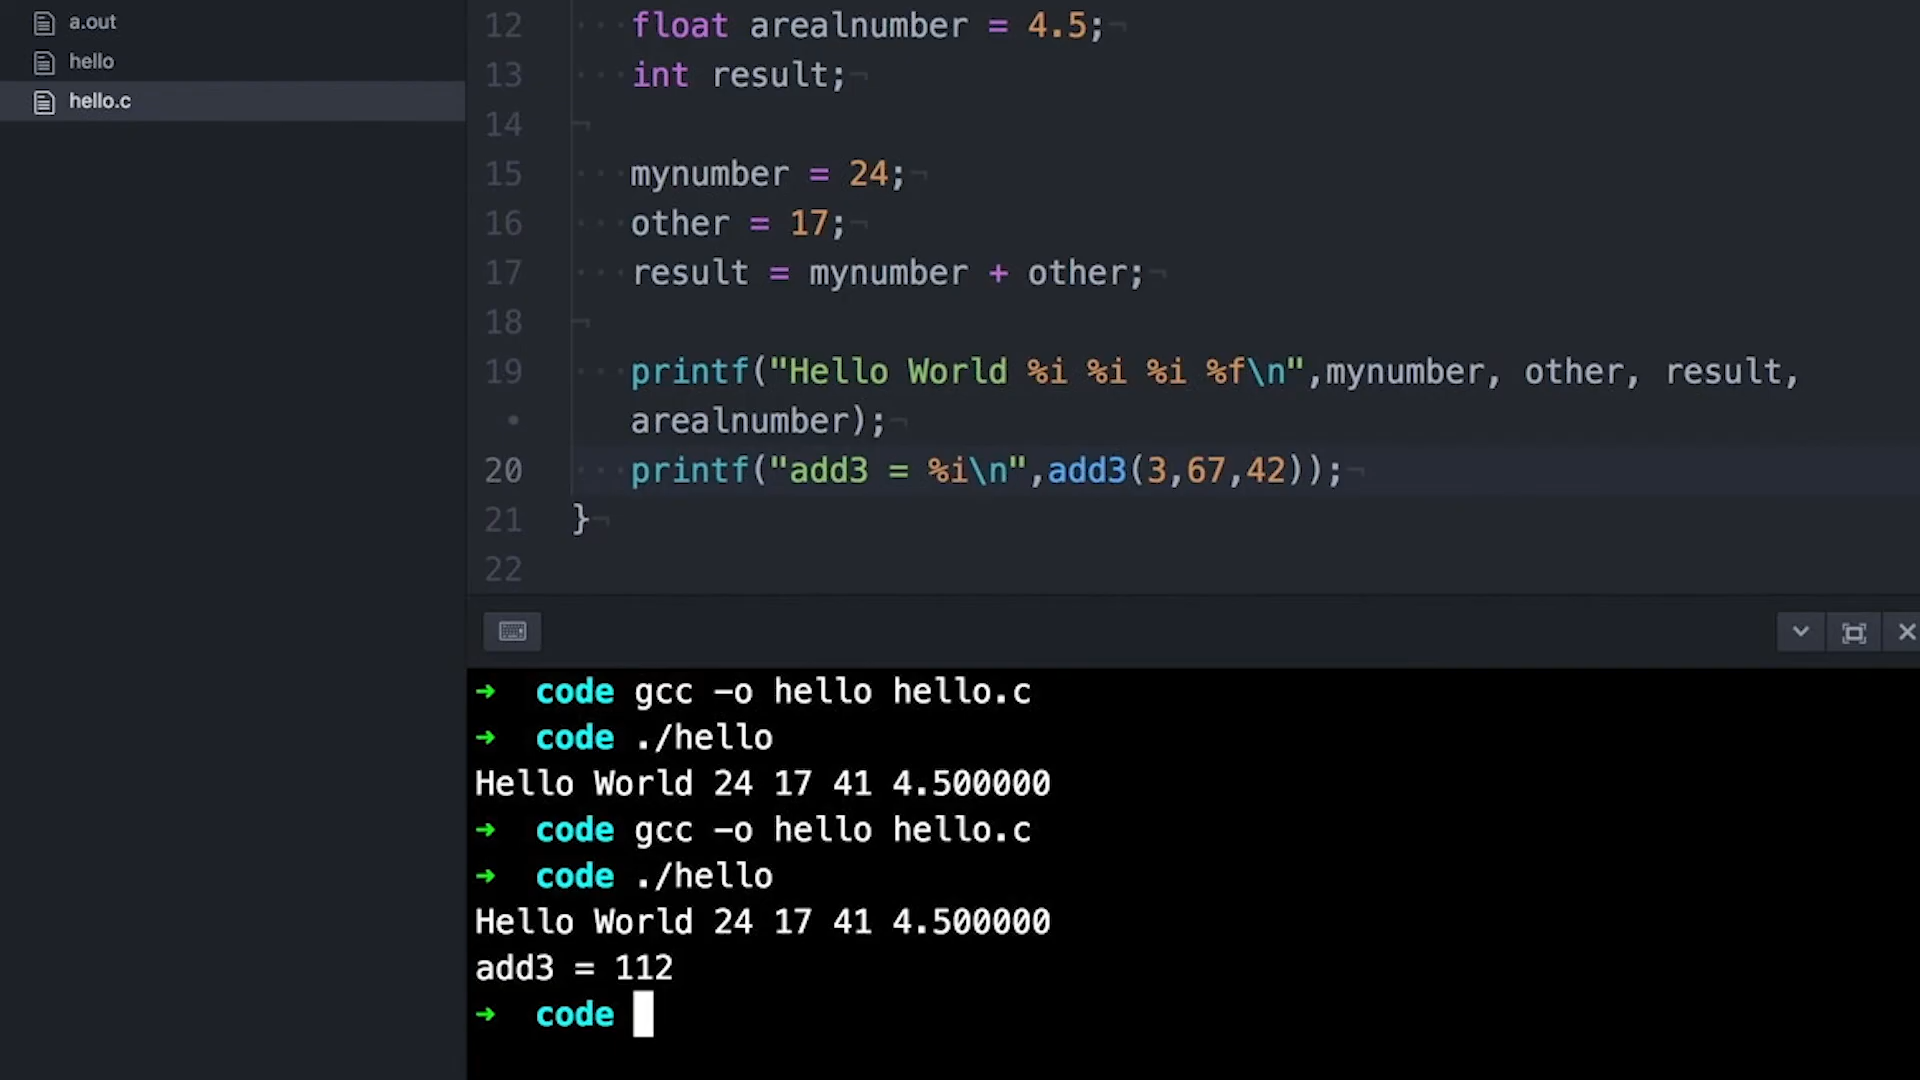 a.out
hello
hello.c
12 float arealnumber = 4.5;
13 int result;
14
15 mynumber = 24;
16 other = 17;
17 result = mynumber + other;
18
19 printf("Hello World %i %i %i %f\n",mynumber, other, result,
arealnumber);
20 printf("add3 = %i\n",add3(3,67,42));
21 }
22
➜ code gcc -o hello hello.c
➜ code ./hello
Hello World 24 17 41 4.500000
➜ code gcc -o hello hello.c
➜ code ./hello
Hello World 24 17 41 4.500000
add3 = 112
➜ code